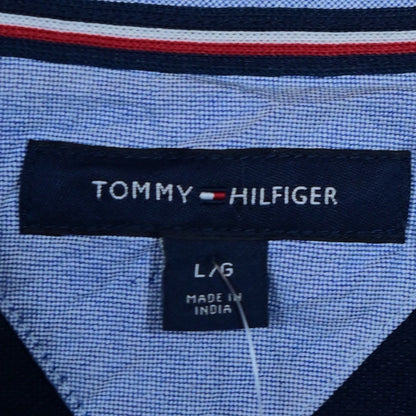 TOMMY HILFIGER
L/G
MADE IN
INDIA